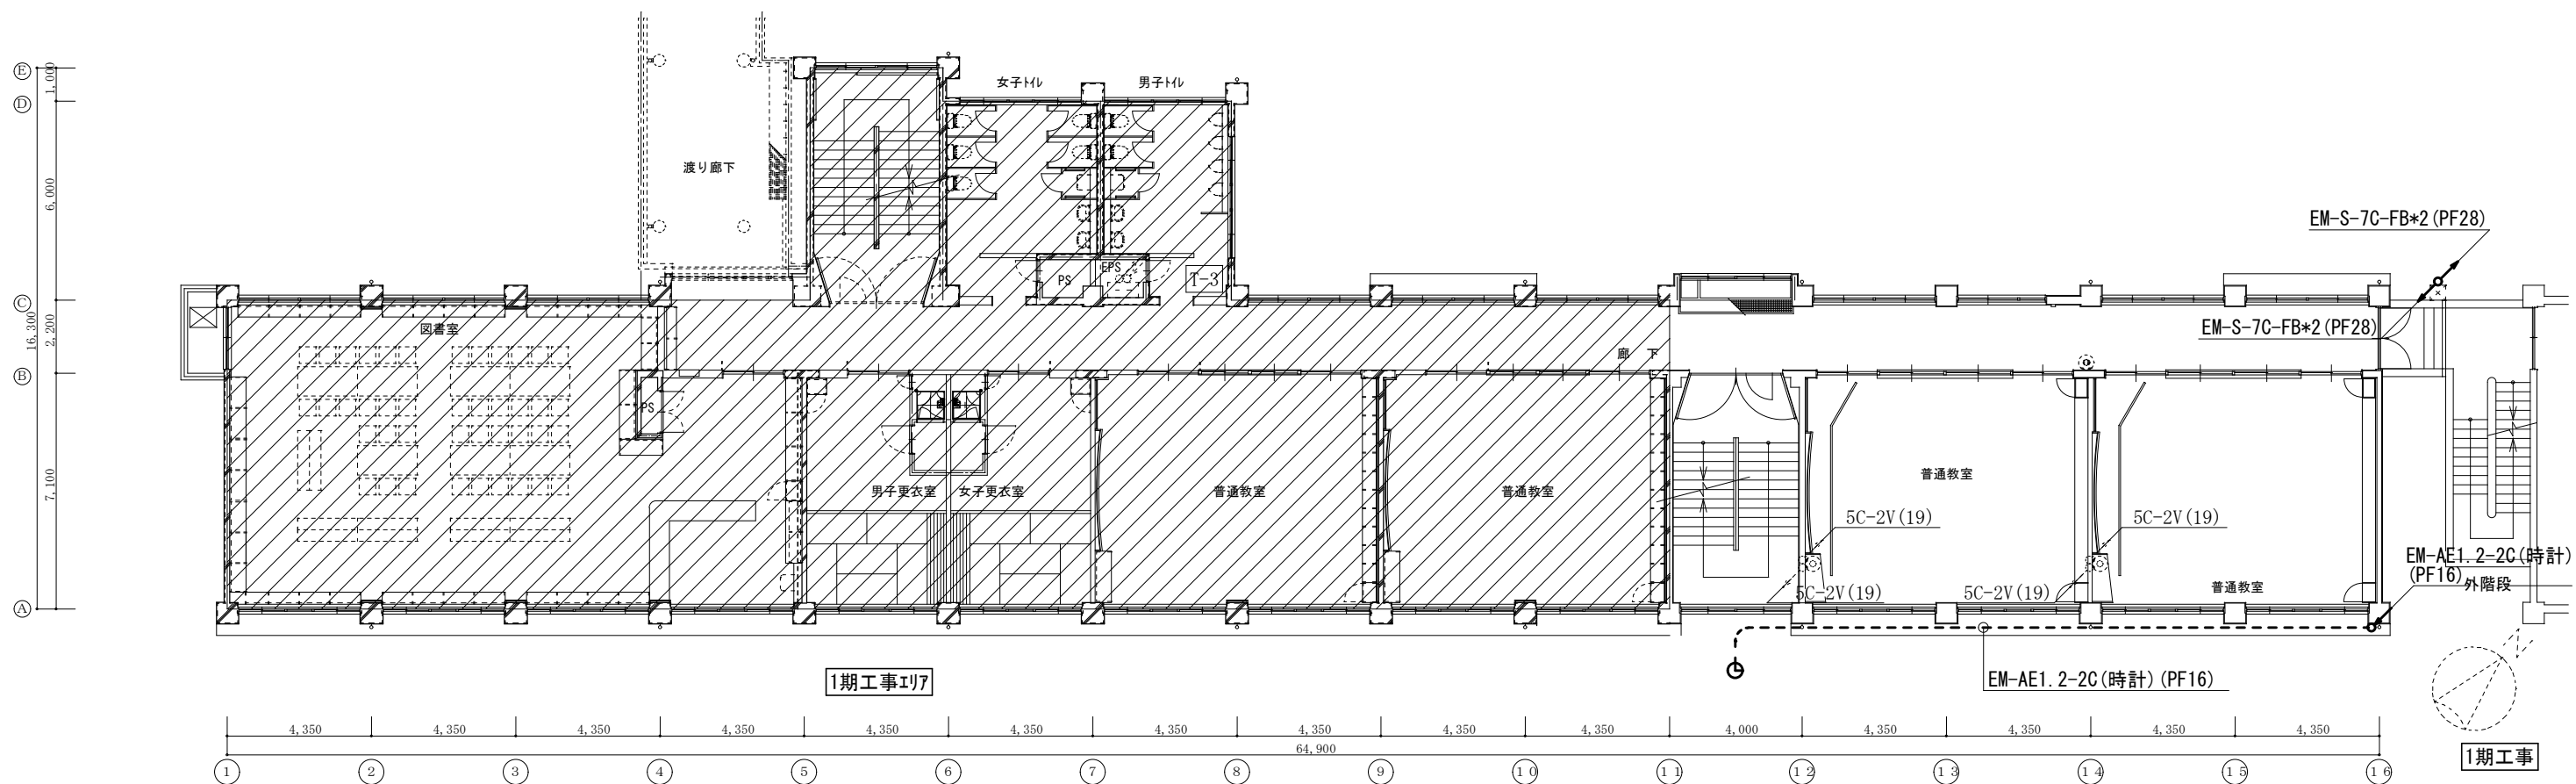 女子トイレ
男子トイレ
渡り廊下
EM-S-7C-FB*2(PF28)
PS
EPS
T-3
EM-S-7C-FB*2(PF28)
図書室
廊 下
PS
男子更衣室
女子更衣室
普通教室
普通教室
普通教室
5C-2V(19)
5C-2V(19)
EM-AE1.2-2C(時計)
(PF16)
外階段
5C-2V(19)
5C-2V(19)
普通教室
EM-AE1.2-2C(時計)(PF16)
1期工事エリア
1期工事
E
D
C
B
A
1,000
6,000
2,200
16,300
7,100
4,350
4,350
4,350
4,350
4,350
4,350
4,350
4,350
4,350
4,350
4,000
4,350
4,350
4,350
4,350
64,900
1
2
3
4
5
6
7
8
9
10
11
12
13
14
15
16